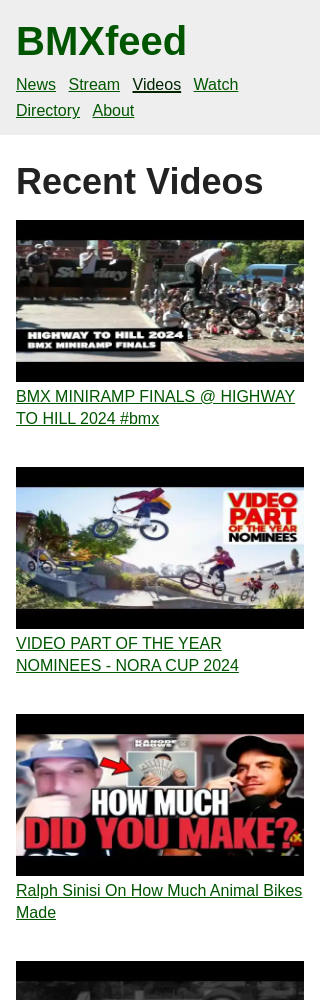 BMXfeed
News Stream Videos Watch
Directory About
Recent Videos
HIGHWAY TO HILL 2024
BMX MINIRAMP FINALS
BMX MINIRAMP FINALS @ HIGHWAY
TO HILL 2024 #bmx
VIDEO
PART
OF THE YEAR
NOMINEES
VIDEO PART OF THE YEAR
NOMINEES - NORA CUP 2024
KANODE
KNOWS
HOW MUCH
DID YOU MAKE?
Ralph Sinisi On How Much Animal Bikes
Made